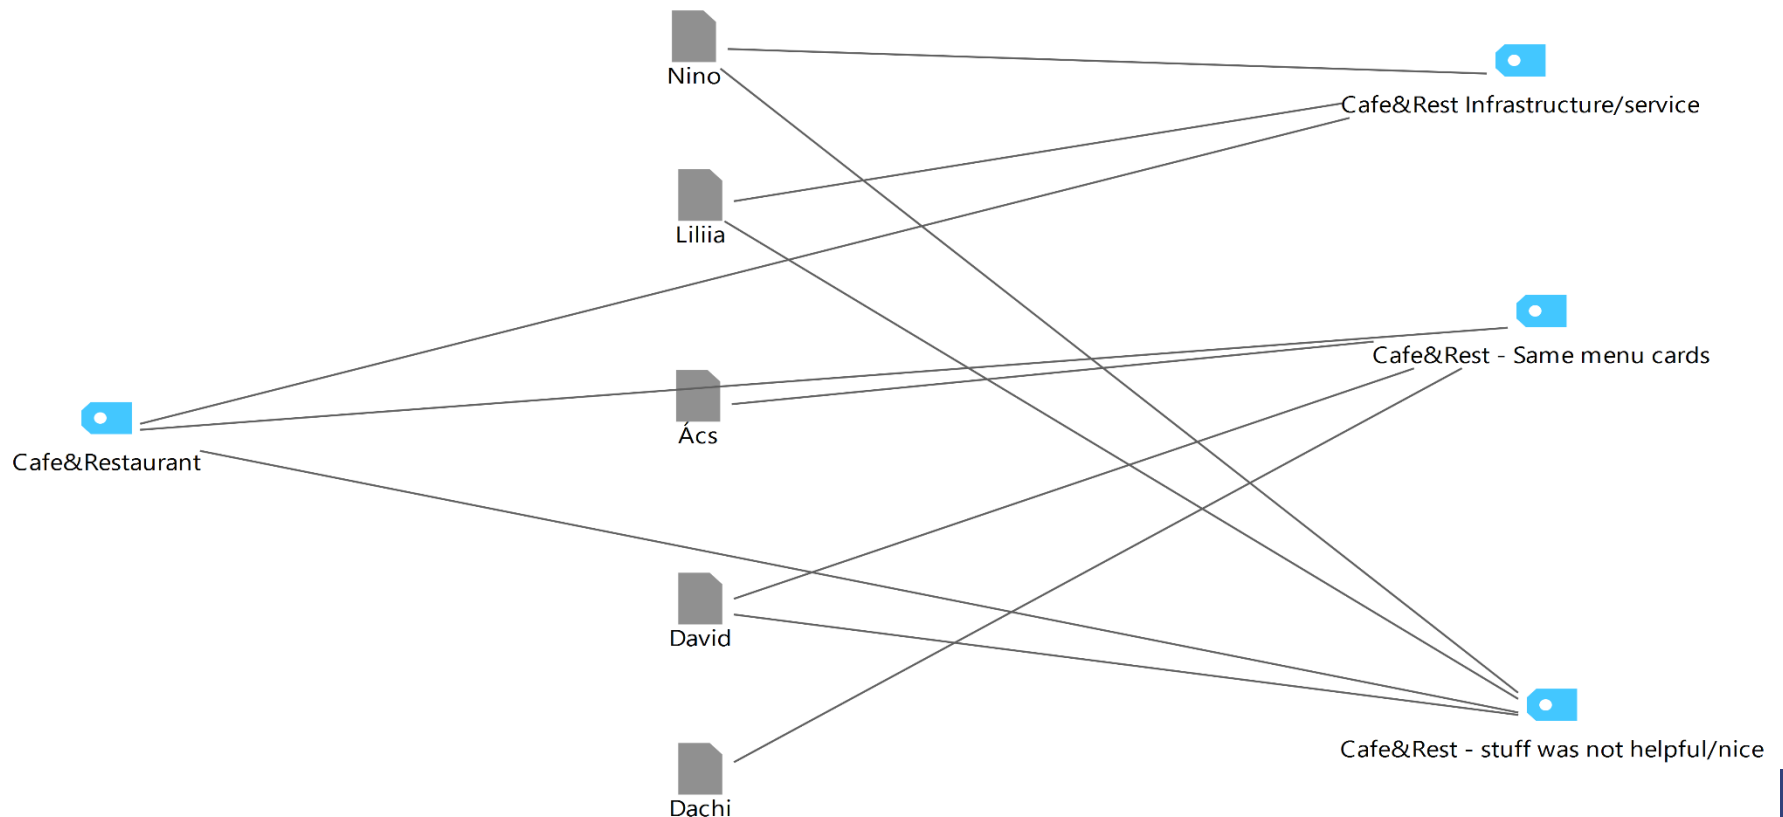 Nino
Cafe&Rest Infrastructure/service
Liliia
Cafe&Rest - Same menu cards
Ács
Cafe&Restaurant
David
Cafe&Rest - stuff was not helpful/nice
Dachi